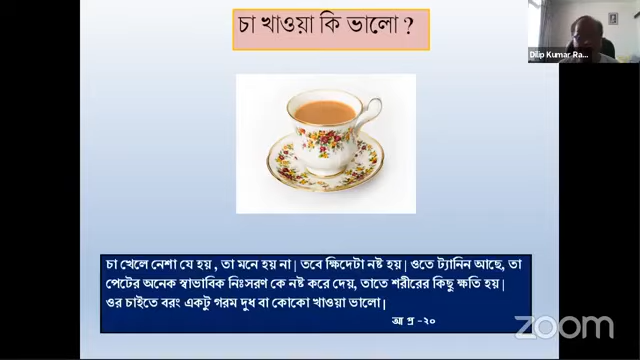 চা খাওয়া কি ভালো ?
Dilip Kumar Ra...
চা খেলে নেশা যে হয় , তা মনে হয় না| তবে ক্ষিদেটা নষ্ট হয়| ওতে ট্যানিন আছে, তা
পেটের অনেক স্বাভাবিক নিঃসরণ কে নষ্ট করে দেয়, তাতে শরীরের কিছু ক্ষতি হয়|
ওর চাইতে বরং একটু গরম দুধ বা কোকো খাওয়া ভালো|
আ প্র -২০
zoom